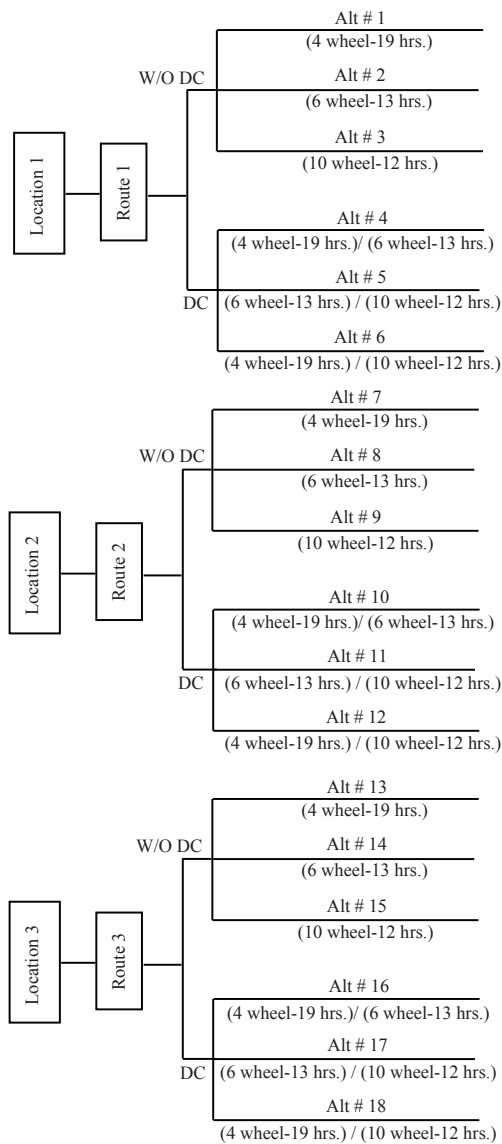 Alt # 1
(4 wheel-19 hrs.)
W/O DC
Alt # 2
(6 wheel-13 hrs.)
Alt # 3
(10 wheel-12 hrs.)
Location 1
Route 1
Alt # 4
(4 wheel-19 hrs.)/ (6 wheel-13 hrs.)
Alt # 5
DC
(6 wheel-13 hrs.) / (10 wheel-12 hrs.)
Alt # 6
(4 wheel-19 hrs.) / (10 wheel-12 hrs.)
Alt # 7
(4 wheel-19 hrs.)
W/O DC
Alt # 8
(6 wheel-13 hrs.)
Alt # 9
(10 wheel-12 hrs.)
Location 2
Route 2
Alt # 10
(4 wheel-19 hrs.)/ (6 wheel-13 hrs.)
Alt # 11
DC
(6 wheel-13 hrs.) / (10 wheel-12 hrs.)
Alt # 12
(4 wheel-19 hrs.) / (10 wheel-12 hrs.)
Alt # 13
(4 wheel-19 hrs.)
W/O DC
Alt # 14
(6 wheel-13 hrs.)
Alt # 15
(10 wheel-12 hrs.)
Location 3
Route 3
Alt # 16
(4 wheel-19 hrs.)/ (6 wheel-13 hrs.)
Alt # 17
DC
(6 wheel-13 hrs.) / (10 wheel-12 hrs.)
Alt # 18
(4 wheel-19 hrs.) / (10 wheel-12 hrs.)